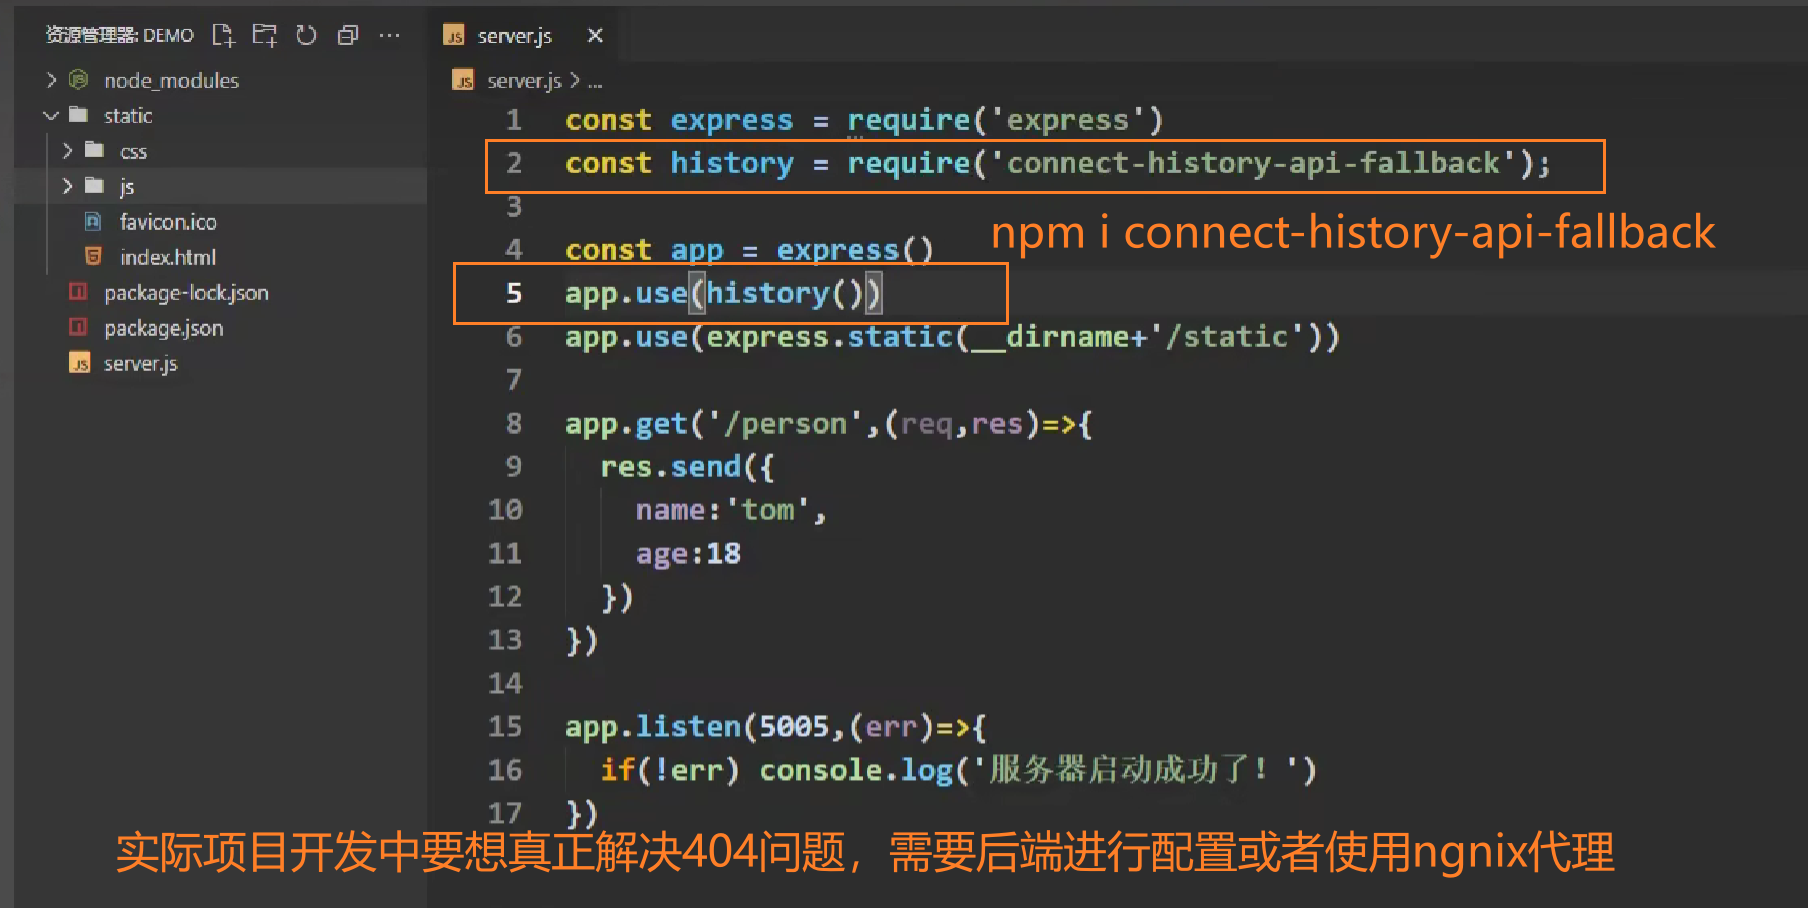 资源管理器: DEMO
node_modules
static
css
js
favicon.ico
index.html
package-lock.json
package.json
server.js
server.js
server.js > ...
1 const express = require('express')
2 const history = require('connect-history-api-fallback');
3
npm i connect-history-api-fallback
4 const app = express()
5 app.use(history())
6 app.use(express.static(__dirname+'/static'))
7
8 app.get('/person',(req,res)=>{
9 res.send({
10 name:'tom',
11 age:18
12 })
13 })
14
15 app.listen(5005,(err)=>{
16 if(!err) console.log('服务器启动成功了! ')
17 })
实际项目开发中要想真正解决404问题，需要后端进行配置或者使用ngnix代理